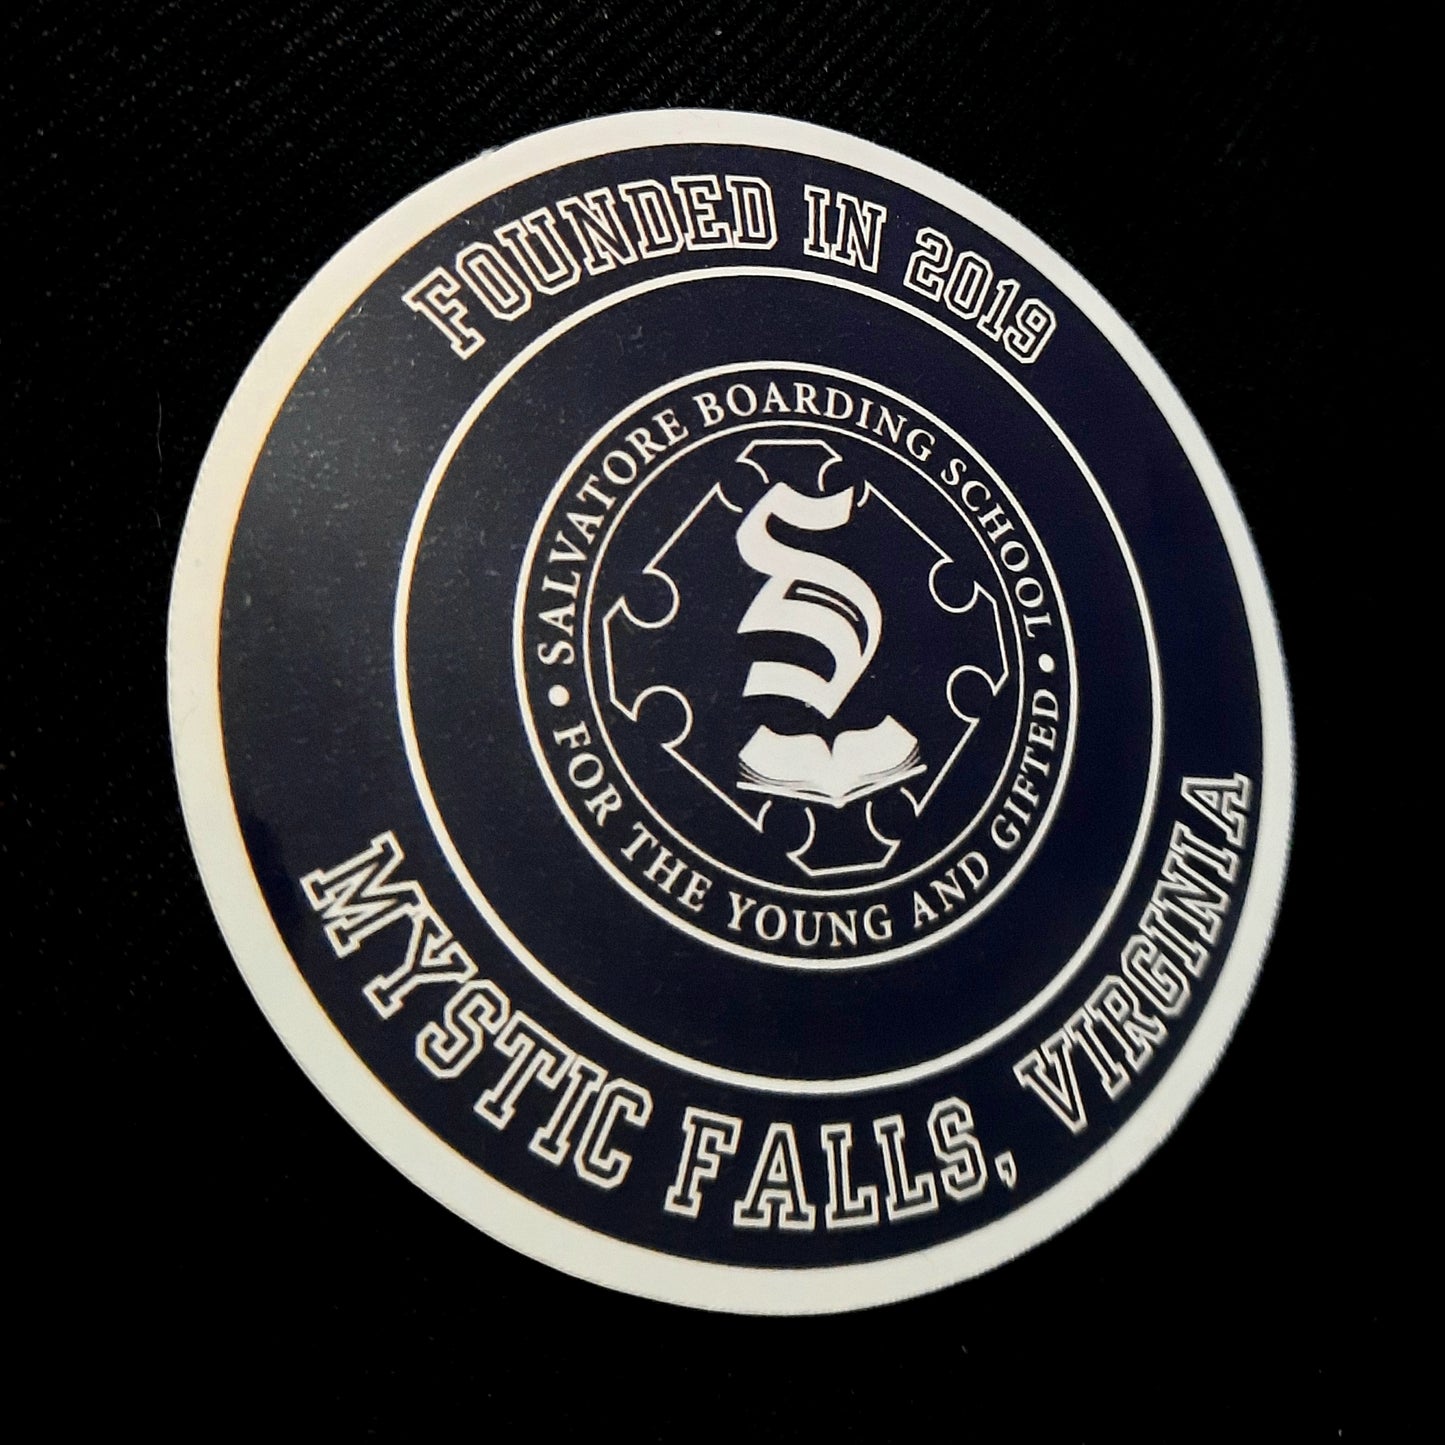 FOUNDED IN 2019
• SALVATORE BOARDING SCHOOL •
S
FOR THE YOUNG AND GIFTED
MYSTIC FALLS, VIRGINIA